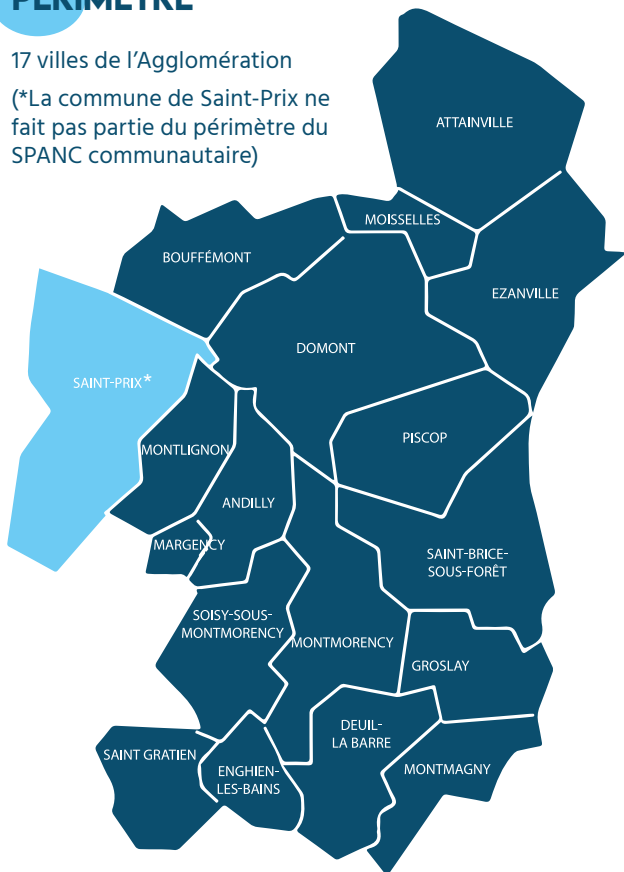 PÉRIMÈTRE
17 villes de l'Agglomération
(*La commune de Saint-Prix ne
fait pas partie du périmètre du
SPANC communautaire)
ATTAINVILLE
MOISSELLES
BOUFFÉMONT
EZANVILLE
DOMONT
SAINT-PRIX*
PISCOP
MONTLIGNON
ANDILLY
MARGENCY
SAINT-BRICE-
SOUS-FORÊT
SOISY-SOUS-
MONTMORENCY
MONTMORENCY
GROSLAY
DEUIL-
LA BARRE
SAINT GRATIEN
ENGHIEN-
LES-BAINS
MONTMAGNY